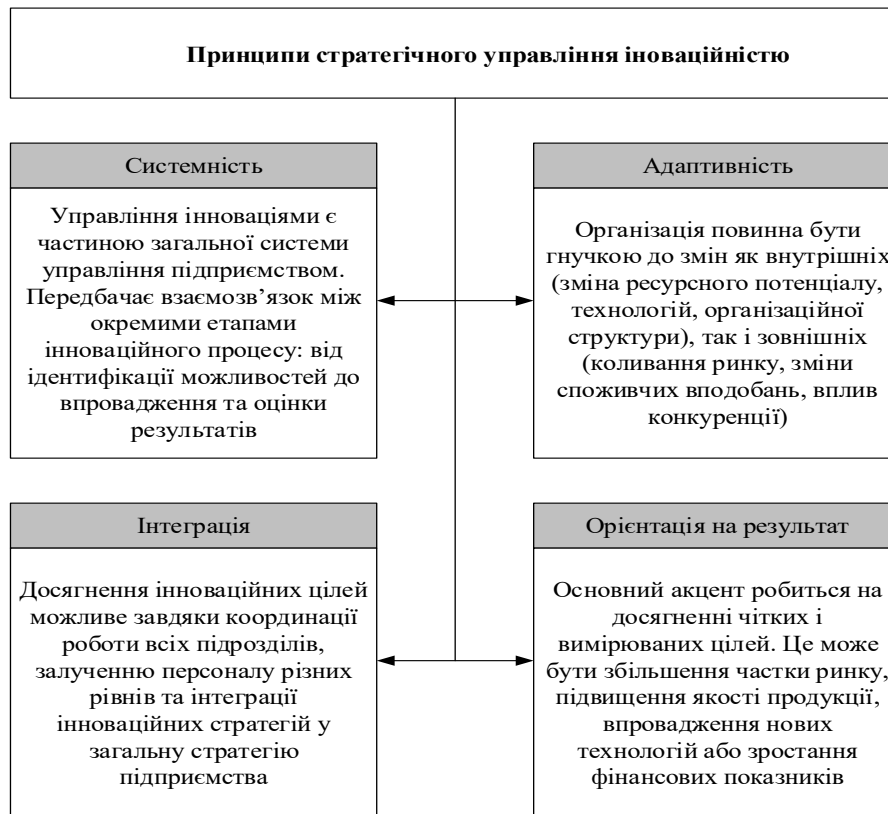 Принципи стратегічного управління іноваційністю
Системність
Управління інноваціями є
частиною загальної системи
управління підприємством.
Передбачає взаємозв’язок між
окремими етапами
інноваційного процесу: від
ідентифікації можливостей до
впровадження та оцінки
результатів
Адаптивність
Організація повинна бути
гнучкою до змін як внутрішніх
(зміна ресурсного потенціалу,
технологій, організаційної
структури), так і зовнішніх
(коливання ринку, зміни
споживчих вподобань, вплив
конкуренції)
Інтеграція
Досягнення інноваційних цілей
можливе завдяки координації
роботи всіх підрозділів,
залученню персоналу різних
рівнів та інтеграції
інноваційних стратегій у
загальну стратегію
підприємства
Орієнтація на результат
Основний акцент робиться на
досягненні чітких і
вимірюваних цілей. Це може
бути збільшення частки ринку,
підвищення якості продукції,
впровадження нових
технологій або зростання
фінансових показників